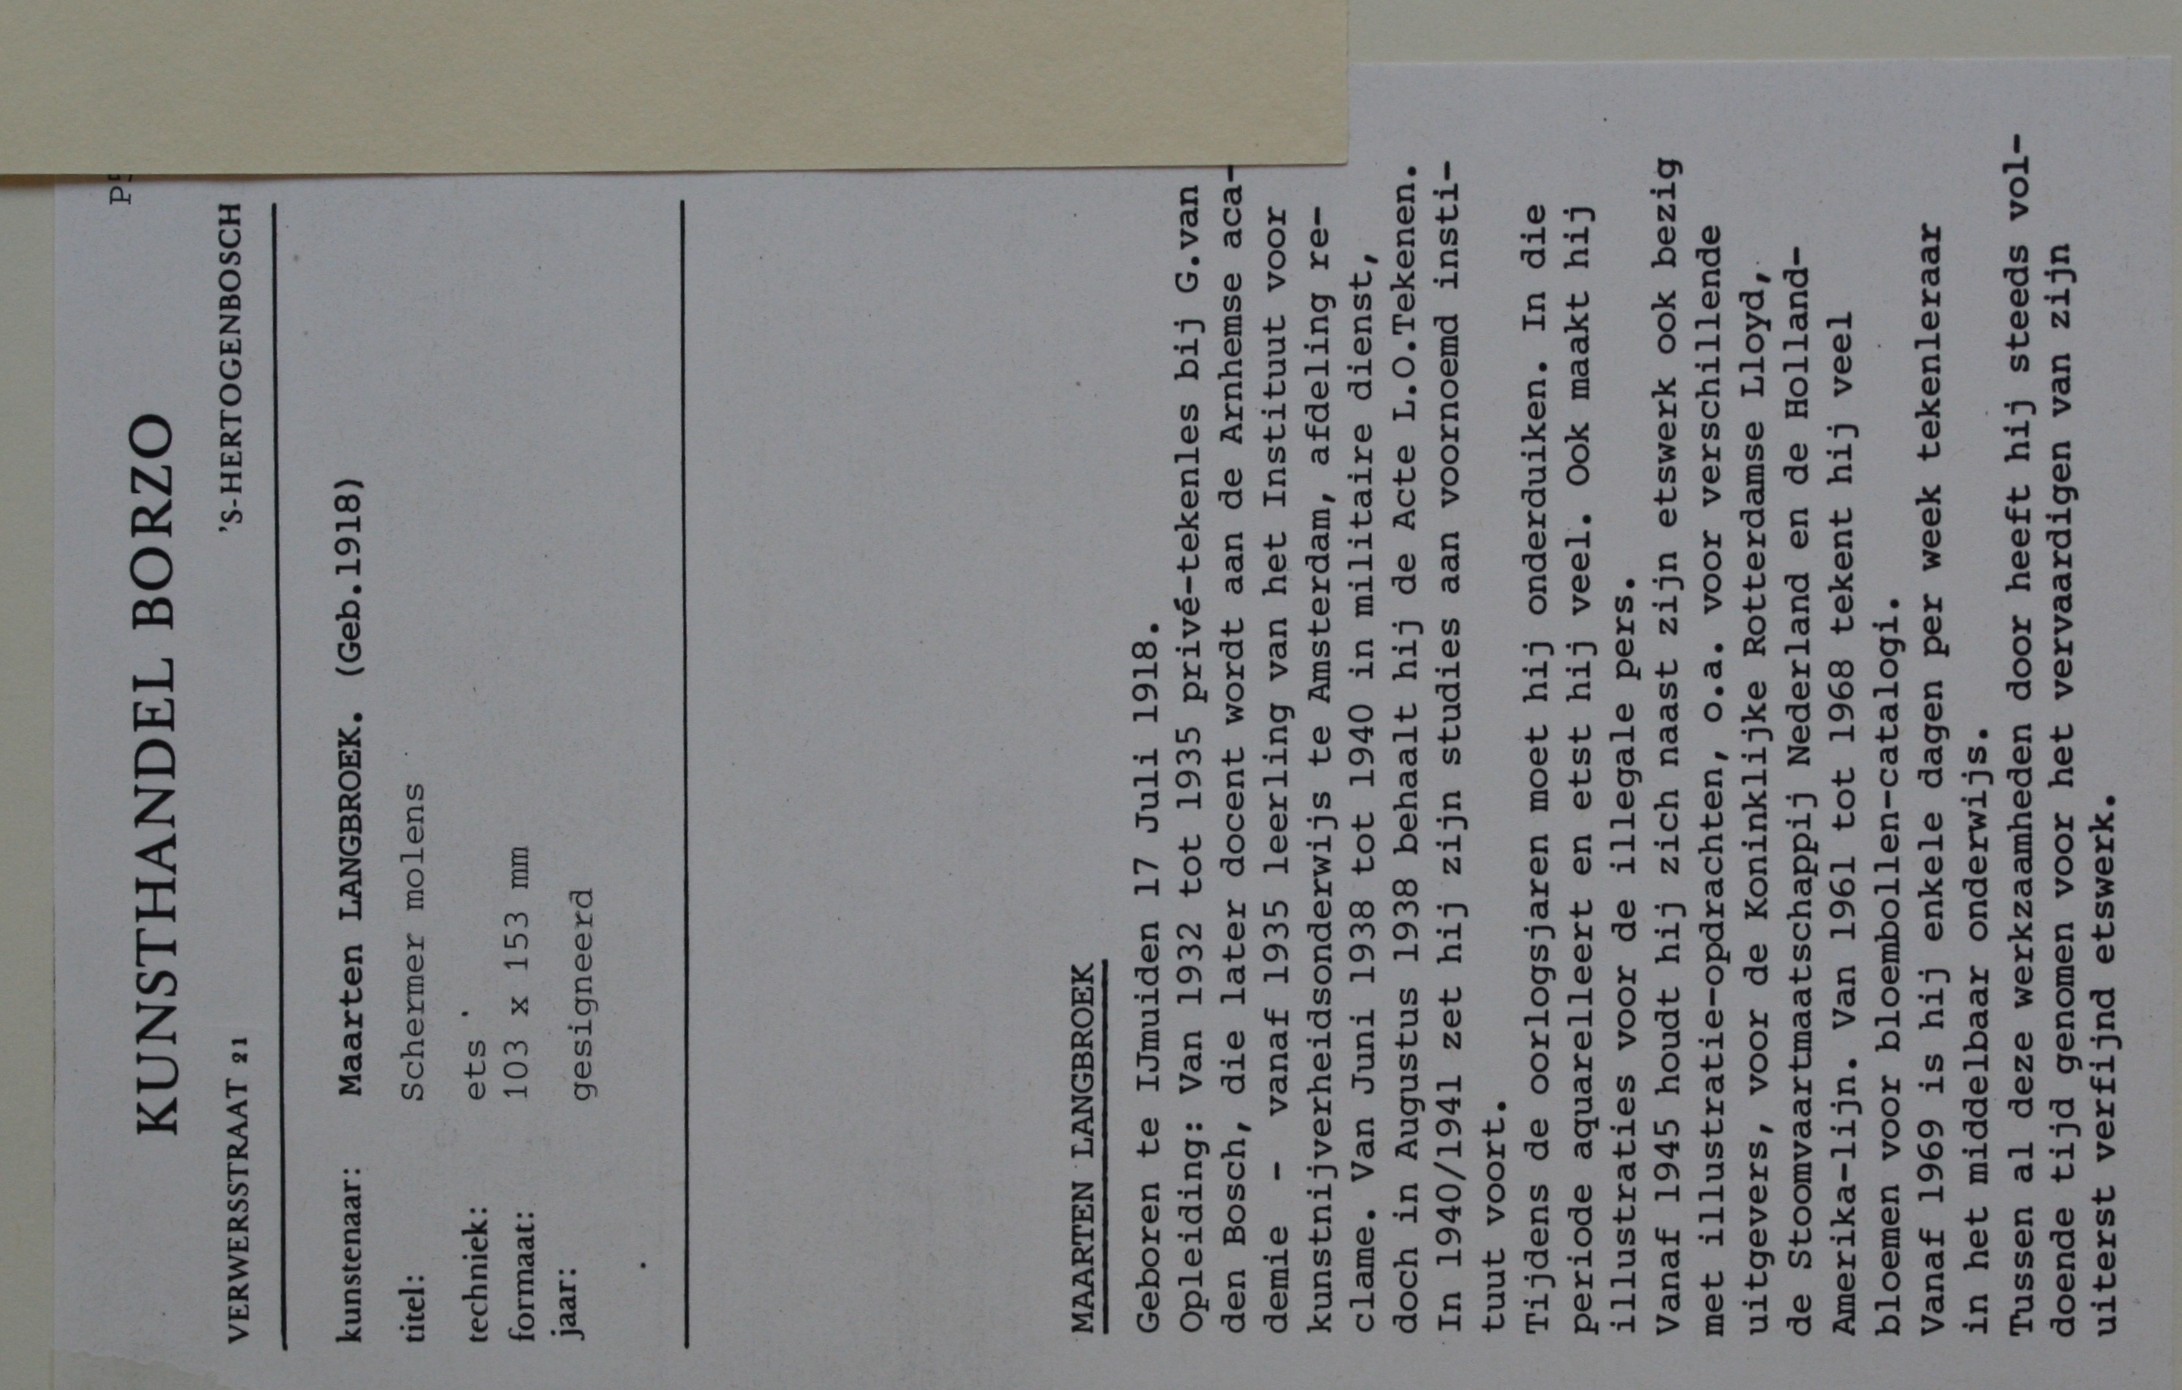 KUNSTHANDEL BORZO
VERWERSSTRAAT 21 'S-HERTOGENBOSCH
kunstenaar: Maarten LANGBROEK. (Geb.1918)
titel: Schermer molens
techniek: ets
formaat: 103 x 153 mm
jaar: gesigneerd
MAARTEN LANGBROEK
Geboren te IJmuiden 17 Juli 1918.
Opleiding: Van 1932 tot 1935 privé-tekenles bij G.van
den Bosch, die later docent wordt aan de Arnhemse aca-
demie - vanaf 1935 leerling van het Instituut voor
kunstnijverheidsonderwijs te Amsterdam, afdeling re-
clame. Van Juni 1938 tot 1940 in militaire dienst,
doch in Augustus 1938 behaalt hij de Acte L.O.Tekenen.
In 1940/1941 zet hij zijn studies aan voornoemd insti-
tuut voort.
Tijdens de oorlogsjaren moet hij onderduiken. In die
periode aquarelleert en etst hij veel. Ook maakt hij
illustraties voor de illegale pers.
Vanaf 1945 houdt hij zich naast zijn etswerk ook bezig
met illustratie-opdrachten, o.a. voor verschillende
uitgevers, voor de Koninklijke Rotterdamse Lloyd,
de Stoomvaartmaatschappij Nederland en de Holland-
Amerika-lijn. Van 1961 tot 1968 tekent hij veel
bloemen voor bloembollen-catalogi.
Vanaf 1969 is hij enkele dagen per week tekenleraar
in het middelbaar onderwijs.
Tussen al deze werkzaamheden door heeft hij steeds vol-
doende tijd genomen voor het vervaardigen van zijn
uiterst verfijnd etswerk.